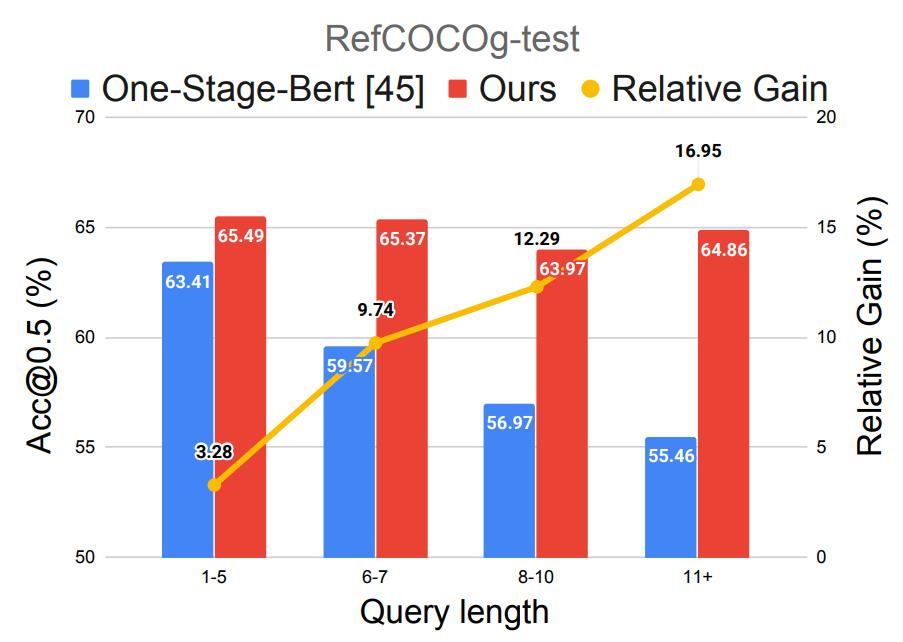 RefCOCOg-test
One-Stage-Bert [45] Ours Relative Gain
70 20
16.95
65 15
65.49 65.37 12.29 64.86
63.41 63.97
9.74
60 10
59.57
56.97
55 5
3.28 55.46
50 0
1-5 6-7 8-10 11+
Query length
Acc@0.5 (%)
Relative Gain (%)